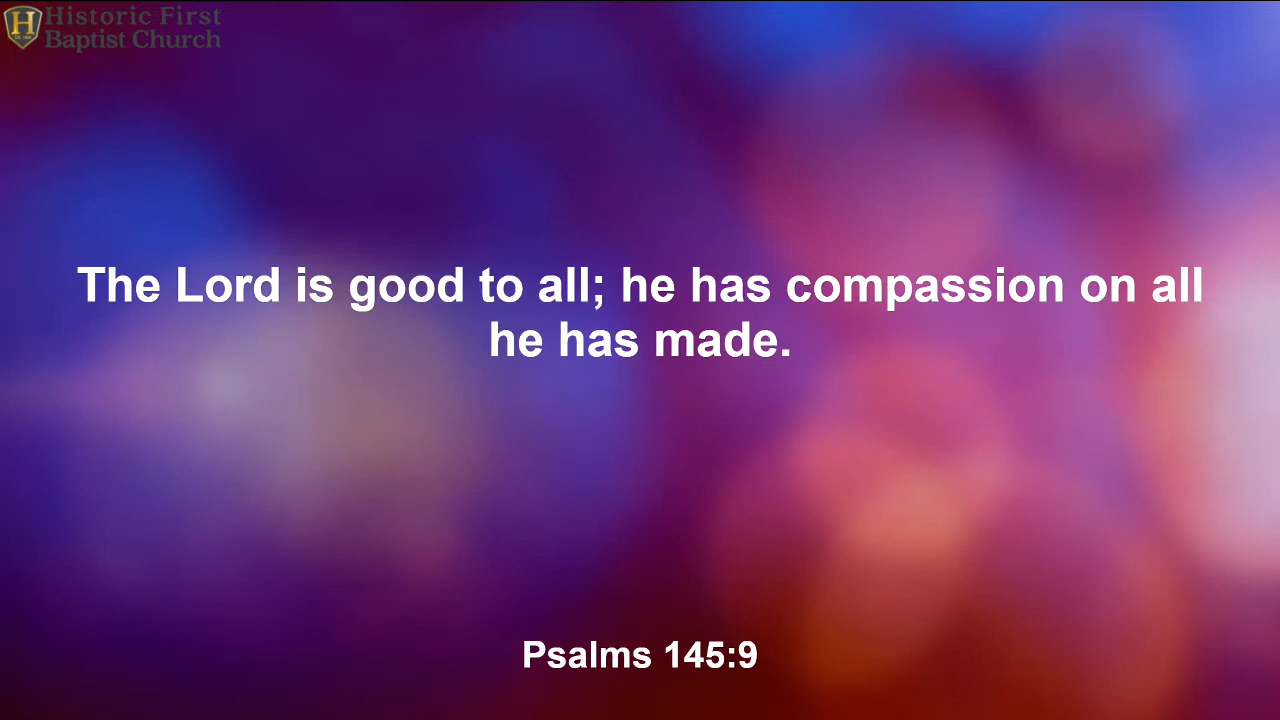 Historic First
Baptist Church
The Lord is good to all; he has compassion on all
he has made.
Psalms 145:9